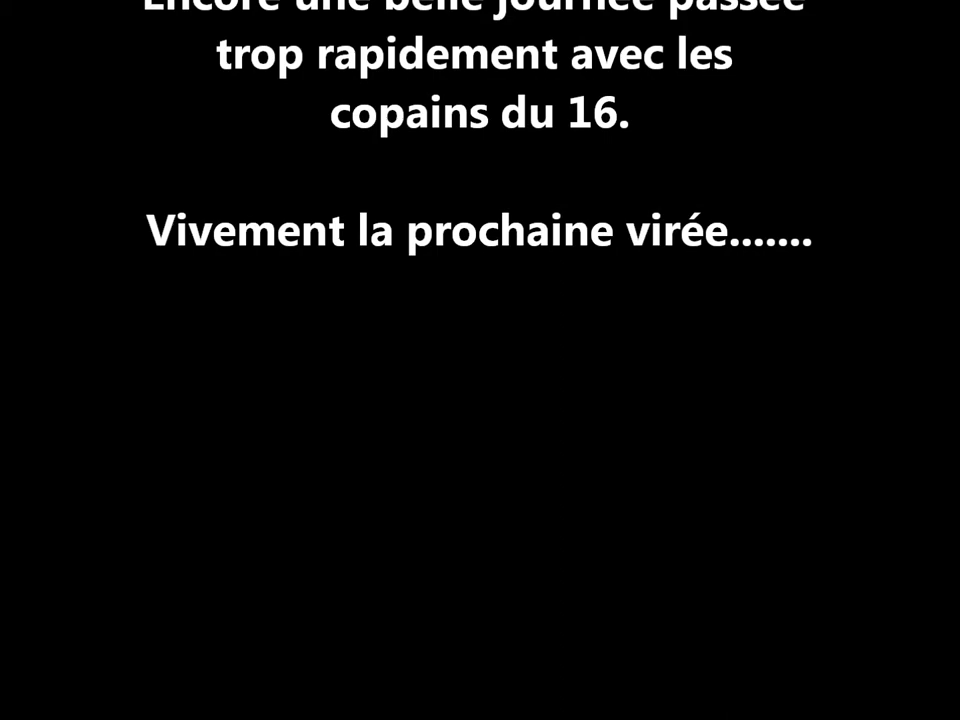 Encore une belle journée passée
trop rapidement avec les
copains du 16.
Vivement la prochaine virée.......